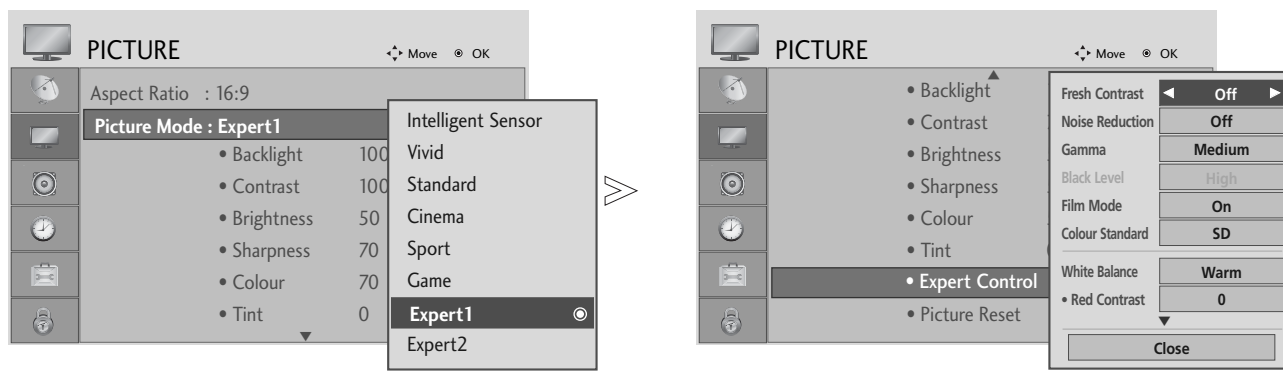 PICTURE
Move OK
Aspect Ratio : 16:9
Picture Mode : Expert1
• Backlight 100
• Contrast 100
• Brightness 50
• Sharpness 70
• Colour 70
• Tint 0
Intelligent Sensor
Vivid
Standard
Cinema
Sport
Game
Expert1
Expert2
PICTURE
Move OK
• Backlight
• Contrast
• Brightness
• Sharpness
• Colour
• Tint
• Expert Control
• Picture Reset
Fresh Contrast Off
Noise Reduction Off
Gamma Medium
Black Level High
Film Mode On
Colour Standard SD
White Balance Warm
• Red Contrast 0
Close